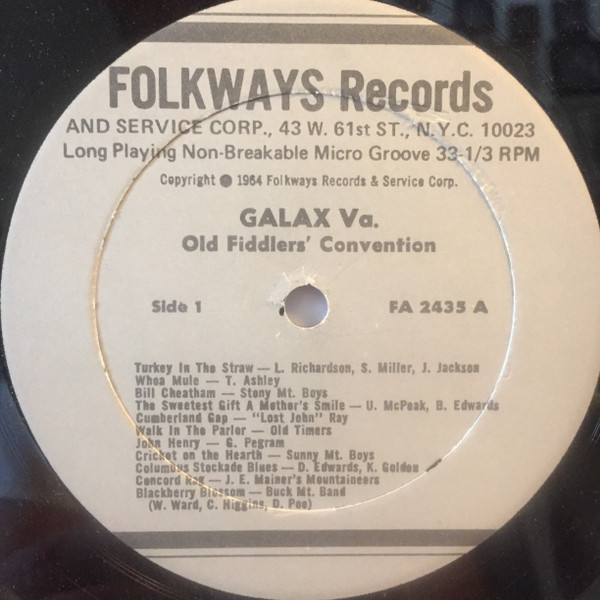 FOLKWAYS Records
AND SERVICE CORP., 43 W. 61st ST., N.Y.C. 10023
Long Playing Non-Breakable Micro Groove 33-1/3 RPM
Copyright ● 1964 Folkways Records & Service Corp.
GALAX Va.
Old Fiddlers' Convention
Side 1 FA 2435 A
Turkey In The Straw — L. Richardson, S. Miller, J. Jackson
Whoa Mule — T. Ashley
Bill Cheatham — Stony Mt. Boys
The Sweetest Gift A Mother's Smile — U. McPeak, B. Edwards
Cumberland Gap — "Lost John" Ray
Walk In The Parlor — Old Timers
John Henry — G. Pegram
Cricket on the Hearth — Sunny Mt. Boys
Columbus Stockade Blues — D. Edwards, K. Golden
Concord Rag — J. E. Mainer's Mountaineers
Blackberry Blossom — Buck Mt. Band
(W. Ward, C. Higgins, D. Poe)